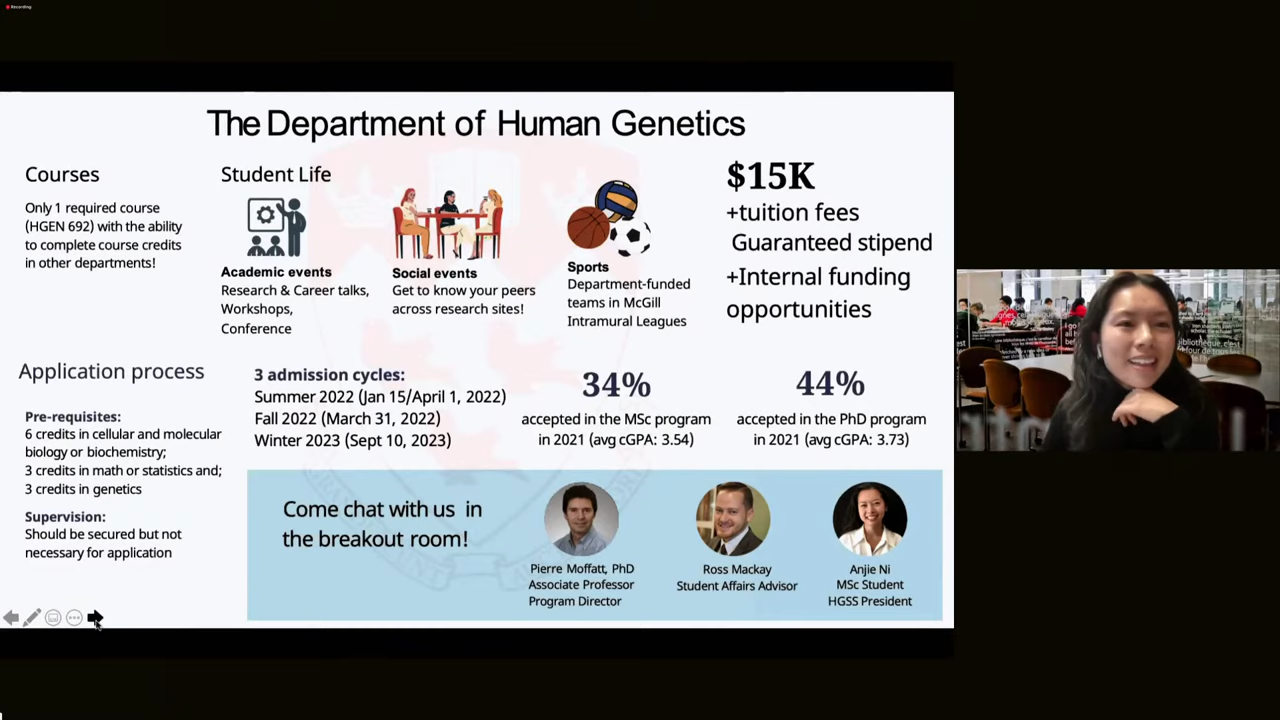 Recording
The Department of Human Genetics
Courses
Only 1 required course
(HGEN 692) with the ability
to complete course credits
in other departments!
Student Life
Academic events
Research & Career talks,
Workshops,
Conference
Social events
Get to know your peers
across research sites!
Sports
Department-funded
teams in McGill
Intramural Leagues
$15K
+tuition fees
Guaranteed stipend
+Internal funding
opportunities
Application process
Pre-requisites:
6 credits in cellular and molecular
biology or biochemistry;
3 credits in math or statistics and;
3 credits in genetics
Supervision:
Should be secured but not
necessary for application
3 admission cycles:
Summer 2022 (Jan 15/April 1, 2022)
Fall 2022 (March 31, 2022)
Winter 2023 (Sept 10, 2023)
34%
accepted in the MSc program
in 2021 (avg cGPA: 3.54)
44%
accepted in the PhD program
in 2021 (avg cGPA: 3.73)
Come chat with us in
the breakout room!
Pierre Moffatt, PhD
Associate Professor
Program Director
Ross Mackay
Student Affairs Advisor
Anjie Ni
MSc Student
HGSS President